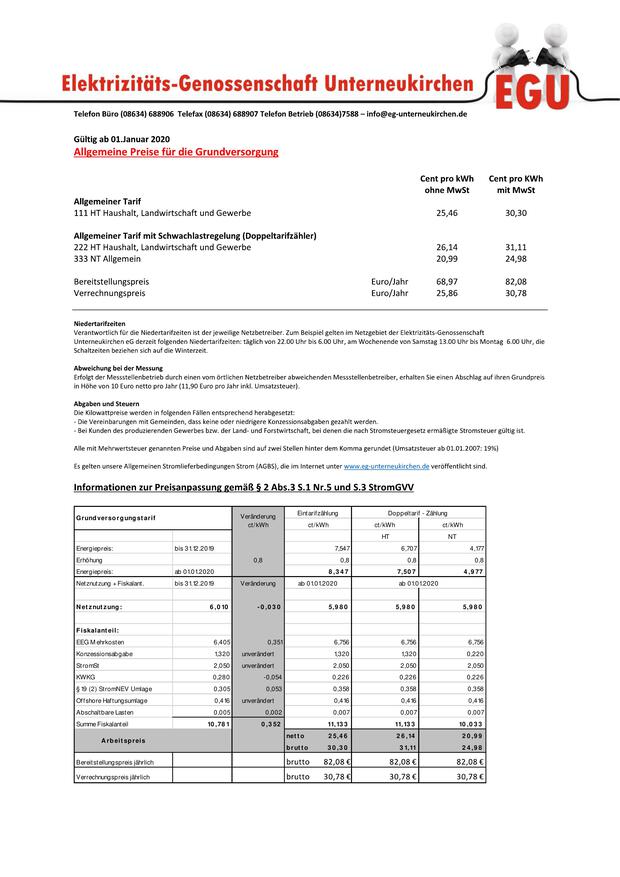 Elektrizitäts-Genossenschaft Unterneukirchen
EGU
Telefon Büro (08634) 688906 Telefax (08634) 688907 Telefon Betrieb (08634)7588 – info@eg-unterneukirchen.de
Gültig ab 01.Januar 2020
Allgemeine Preise für die Grundversorgung
Cent pro kWh Cent pro KWh
ohne MwSt mit MwSt
Allgemeiner Tarif
111 HT Haushalt, Landwirtschaft und Gewerbe 25,46 30,30
Allgemeiner Tarif mit Schwachlastregelung (Doppeltarifzähler)
222 HT Haushalt, Landwirtschaft und Gewerbe 26,14 31,11
333 NT Allgemein 20,99 24,98
Bereitstellungspreis Euro/Jahr 68,97 82,08
Verrechnungspreis Euro/Jahr 25,86 30,78
Niedertarifzeiten
Verantwortlich für die Niedertarifzeiten ist der jeweilige Netzbetreiber. Zum Beispiel gelten im Netzgebiet der Elektrizitäts-Genossenschaft
Unterneukirchen eG derzeit folgenden Niedertarifzeiten: täglich von 22.00 Uhr bis 6.00 Uhr, am Wochenende von Samstag 13.00 Uhr bis Montag 6.00 Uhr, die
Schaltzeiten beziehen sich auf die Winterzeit.
Abweichung bei der Messung
Erfolgt der Messstellenbetrieb durch einen vom örtlichen Netzbetreiber abweichenden Messstellenbetreiber, erhalten Sie einen Abschlag auf ihren Grundpreis
in Höhe von 10 Euro netto pro Jahr (11,90 Euro pro Jahr inkl. Umsatzsteuer).
Abgaben und Steuern
Die Kilowattpreise werden in folgenden Fällen entsprechend herabgesetzt:
- Die Vereinbarungen mit Gemeinden, dass keine oder niedrigere Konzessionsabgaben gezahlt werden.
- Bei Kunden des produzierenden Gewerbes bzw. der Land- und Forstwirtschaft, bei denen die nach Stromsteuergesetz ermäßigte Stromsteuer gültig ist.
Alle mit Mehrwertsteuer genannten Preise und Abgaben sind auf zwei Stellen hinter dem Komma gerundet (Umsatzsteuer ab 01.01.2007: 19%)
Es gelten unsere Allgemeinen Stromlieferbedingungen Strom (AGBS), die im Internet unter www.eg-unterneukirchen.de veröffentlicht sind.
Informationen zur Preisanpassung gemäß § 2 Abs.3 S.1 Nr.5 und S.3 StromGVV
Grundversorgungstarif Veränderung ct/kWh Eintarifzählung Doppeltarif - Zählung
ct/kWh ct/kWh ct/kWh
HT NT
Energiepreis: bis 31.12.2019 7,547 6,707 4,177
Erhöhung 0,8 0,8 0,8 0,8
Energiepreis: ab 01.01.2020 8,347 7,507 4,977
Netznutzung + Fiskalant. bis 31.12.2019 Veränderung ab 01.01.2020 ab 01.01.2020
Netznutzung: 6,010 -0,030 5,980 5,980 5,980
Fiskalanteil:
EEG Mehrkosten 6,405 0,351 6,756 6,756 6,756
Konzessionsabgabe 1,320 unverändert 1,320 1,320 0,220
StromSt 2,050 unverändert 2,050 2,050 2,050
KWKG 0,280 -0,054 0,226 0,226 0,226
§ 19 (2) StromNEV Umlage 0,305 0,053 0,358 0,358 0,358
Offshore Haftungsumlage 0,416 unverändert 0,416 0,416 0,416
Abschaltbare Lasten 0,005 0,002 0,007 0,007 0,007
Summe Fiskalanteil 10,781 0,352 11,133 11,133 10,033
Arbeitspreis netto 25,46 26,14 20,99
brutto 30,30 31,11 24,98
Bereitstellungspreis jährlich brutto 82,08 € 82,08 € 82,08 €
Verrechnungspreis jährlich brutto 30,78 € 30,78 € 30,78 €